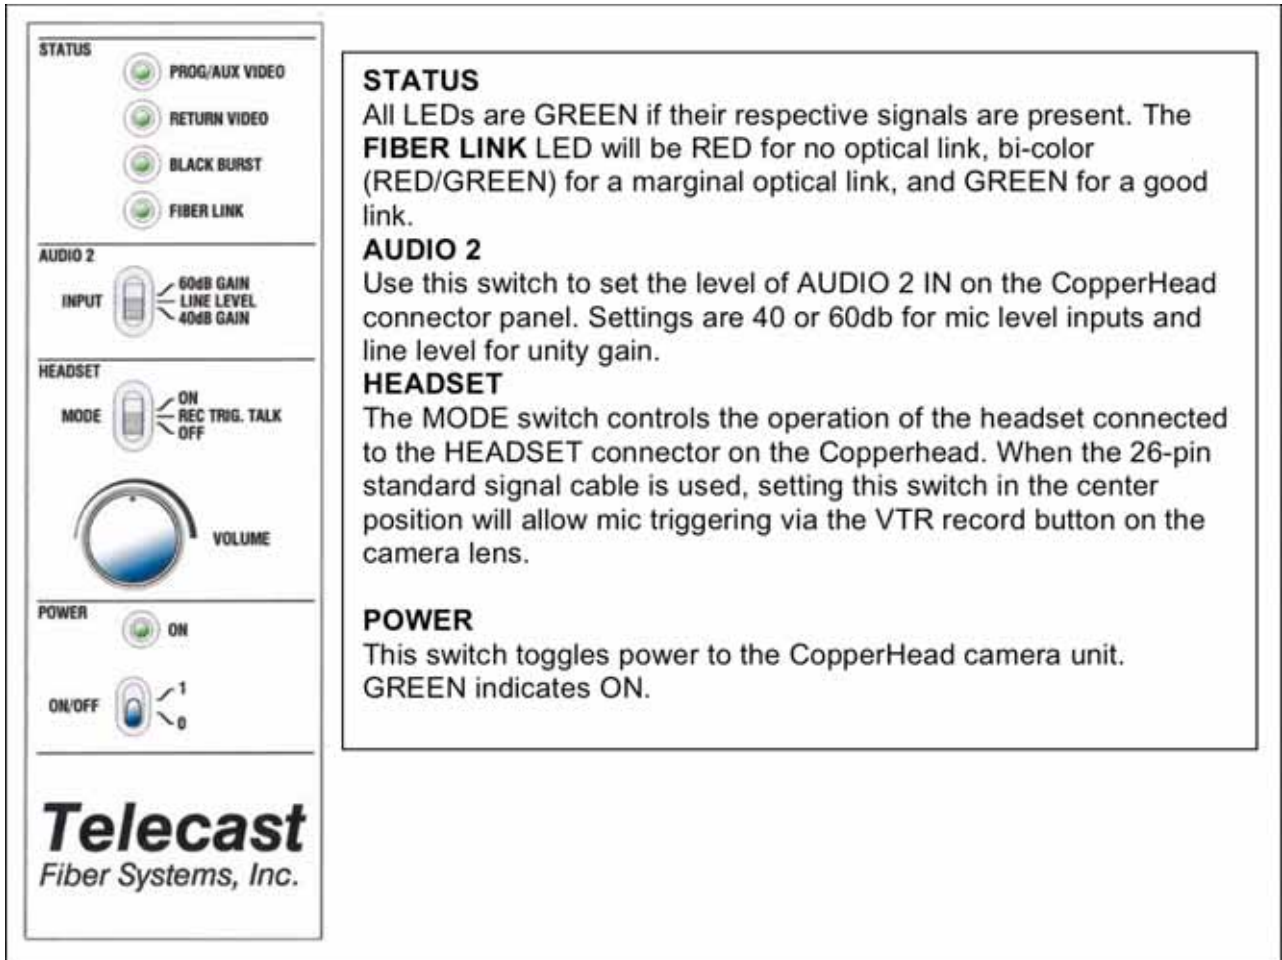 STATUS
PROG/AUX VIDEO
RETURN VIDEO
BLACK BURST
FIBER LINK
AUDIO 2
INPUT
60dB GAIN
LINE LEVEL
40dB GAIN
HEADSET
MODE
ON
REC TRIG. TALK
OFF
VOLUME
POWER
ON
ON/OFF
1
0
Telecast
Fiber Systems, Inc.
STATUS
All LEDs are GREEN if their respective signals are present. The
FIBER LINK LED will be RED for no optical link, bi-color
(RED/GREEN) for a marginal optical link, and GREEN for a good
link.
AUDIO 2
Use this switch to set the level of AUDIO 2 IN on the CopperHead
connector panel. Settings are 40 or 60db for mic level inputs and
line level for unity gain.
HEADSET
The MODE switch controls the operation of the headset connected
to the HEADSET connector on the Copperhead. When the 26-pin
standard signal cable is used, setting this switch in the center
position will allow mic triggering via the VTR record button on the
camera lens.
POWER
This switch toggles power to the CopperHead camera unit.
GREEN indicates ON.